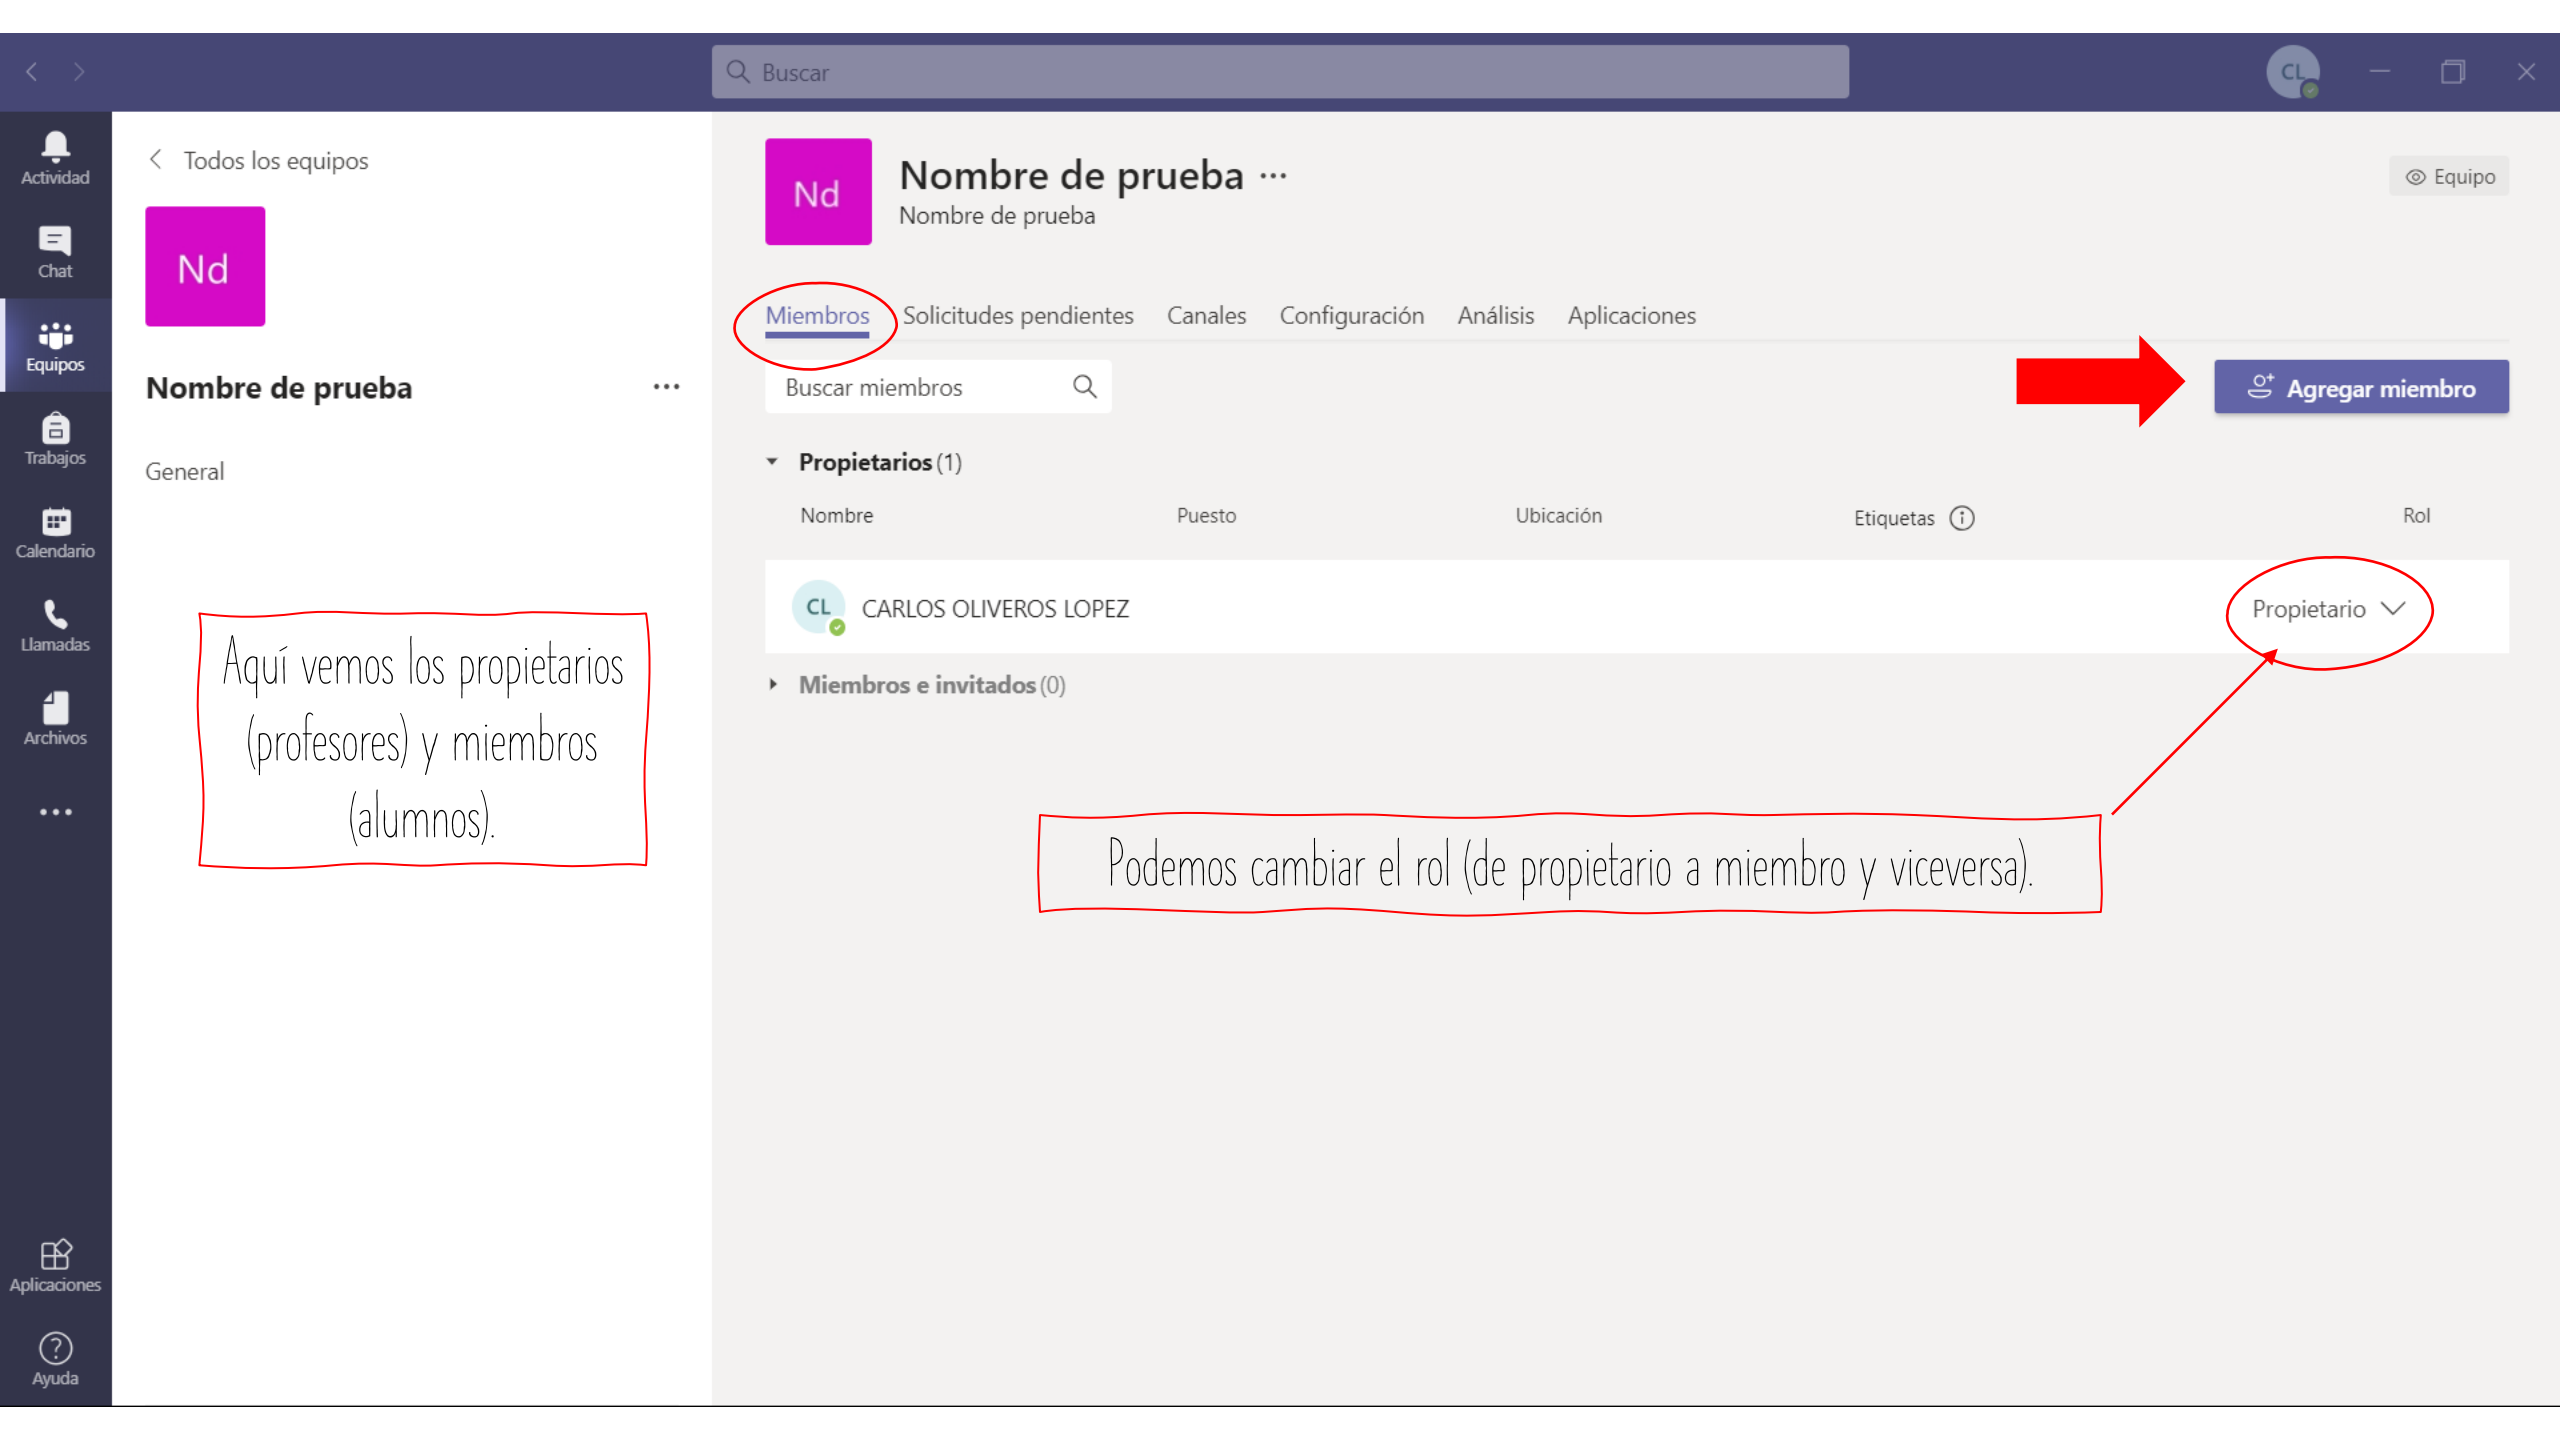 Buscar
CL
Actividad
Chat
Equipos
Trabajos
Calendario
Llamadas
Archivos
Aplicaciones
Ayuda
Todos los equipos
Nd
Nombre de prueba
General
Aquí vemos los propietarios
(profesores) y miembros
(alumnos).
Nd
Nombre de prueba
Nombre de prueba
Equipo
Miembros Solicitudes pendientes Canales Configuración Análisis Aplicaciones
Buscar miembros
Agregar miembro
Propietarios (1)
Nombre Puesto Ubicación Etiquetas Rol
CL CARLOS OLIVEROS LOPEZ Propietario
Miembros e invitados (0)
Podemos cambiar el rol (de propietario a miembro y viceversa).